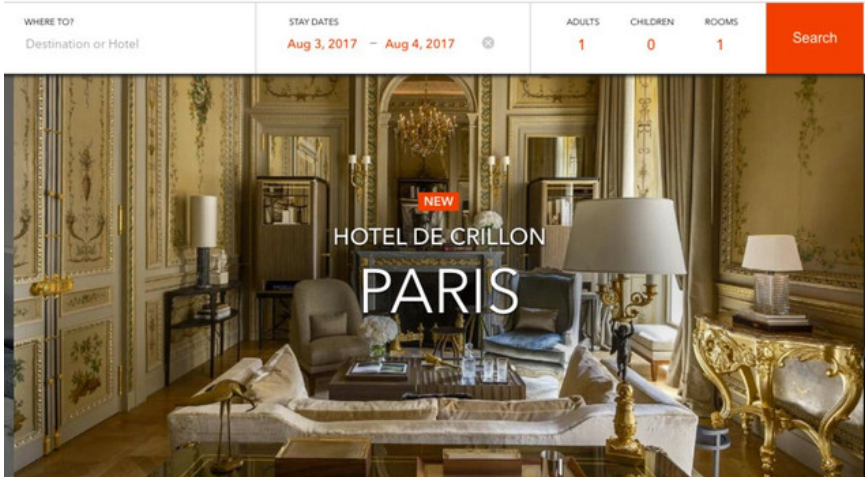 WHERE TO?
Destination or Hotel
STAY DATES
Aug 3, 2017 – Aug 4, 2017
ADULTS CHILDREN ROOMS
1 0 1
Search
NEW
HOTEL DE CRILLON
PARIS